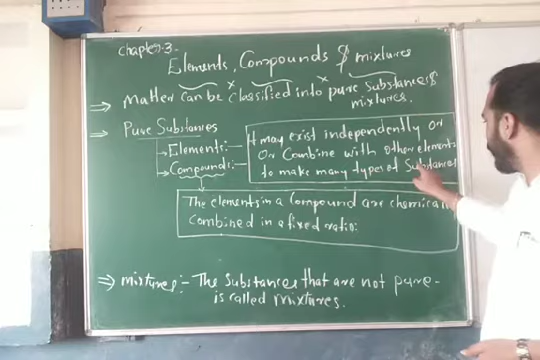 Chapter-3-
Elements, Compounds & mixtures
⇒ Matter can be classified into pure Substances &
mixtures.
⇒ Pure Substances
→ Elements:-
→ Compounds:-
It may exist independently or
or Combine with other elements
to make many types of Substances
The elements in a Compound are chemically
Combined in a fixed ratio:
⇒ mixtures:- The Substances that are not pure-
is called mixtures.